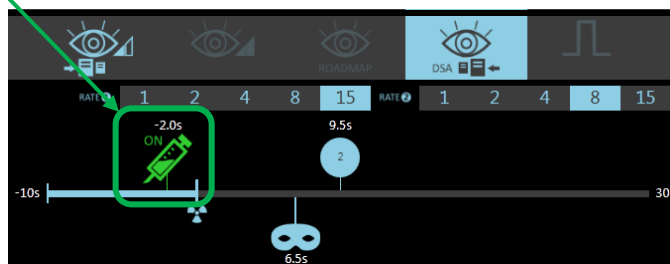 ROADMAP DSA
RATE 1 1 2 4 8 15 RATE 2 1 2 4 8 15
-2.0s 9.5s
ON
2
-10s 30
6.5s